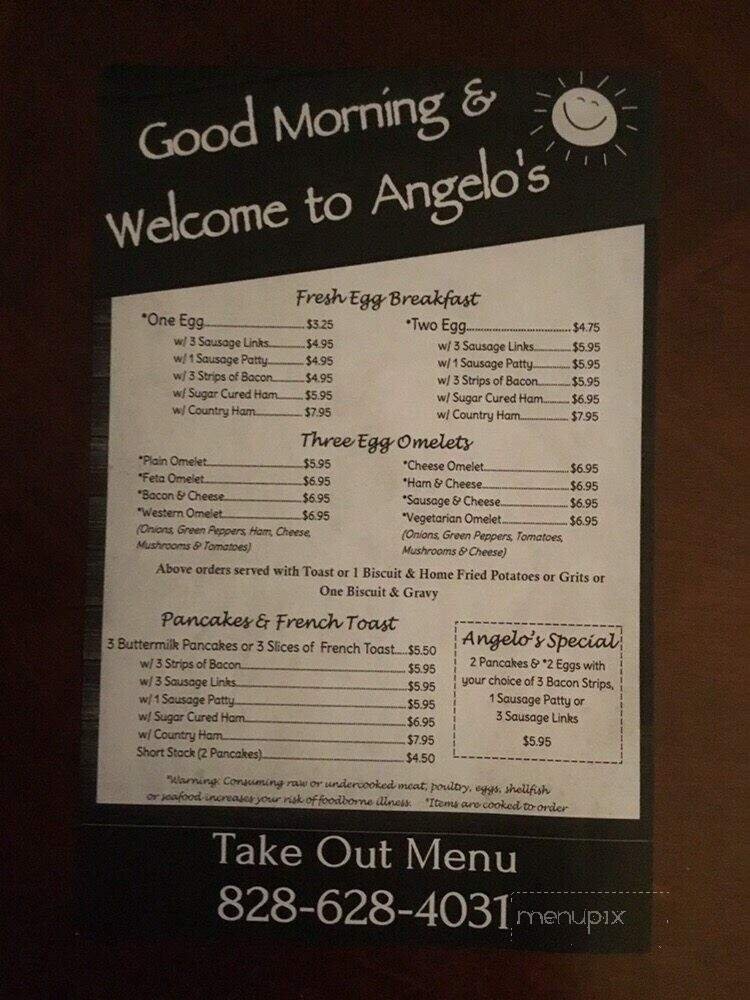 Good Morning &
Welcome to Angelo's
Fresh Egg Breakfast
*One Egg $3.25
w/ 3 Sausage Links $4.95
w/ 1 Sausage Patty $4.95
w/ 3 Strips of Bacon $4.95
w/ Sugar Cured Ham $5.95
w/ Country Ham $7.95
*Two Egg $4.75
w/ 3 Sausage Links $5.95
w/ 1 Sausage Patty $5.95
w/ 3 Strips of Bacon $5.95
w/ Sugar Cured Ham $6.95
w/ Country Ham $7.95
Three Egg Omelets
*Plain Omelet $5.95
*Feta Omelet $6.95
*Bacon & Cheese $6.95
*Western Omelet $6.95
(Onions, Green Peppers, Ham, Cheese,
Mushrooms & Tomatoes)
*Cheese Omelet $6.95
*Ham & Cheese $6.95
*Sausage & Cheese $6.95
*Vegetarian Omelet $6.95
(Onions, Green Peppers, Tomatoes,
Mushrooms & Cheese)
Above orders served with Toast or 1 Biscuit & Home Fried Potatoes or Grits or
One Biscuit & Gravy
Pancakes & French Toast
3 Buttermilk Pancakes or 3 Slices of French Toast $5.50
w/ 3 Strips of Bacon $5.95
w/ 3 Sausage Links $5.95
w/ 1 Sausage Patty $5.95
w/ Sugar Cured Ham $6.95
w/ Country Ham $7.95
Short Stack (2 Pancakes) $4.50
Angelo's Special
2 Pancakes & *2 Eggs with
your choice of 3 Bacon Strips,
1 Sausage Patty or
3 Sausage Links
$5.95
*Warning: Consuming raw or undercooked meat, poultry, eggs, shellfish
or seafood increases your risk of foodborne illness. *Items are cooked to order
Take Out Menu
828-628-4031
menupix